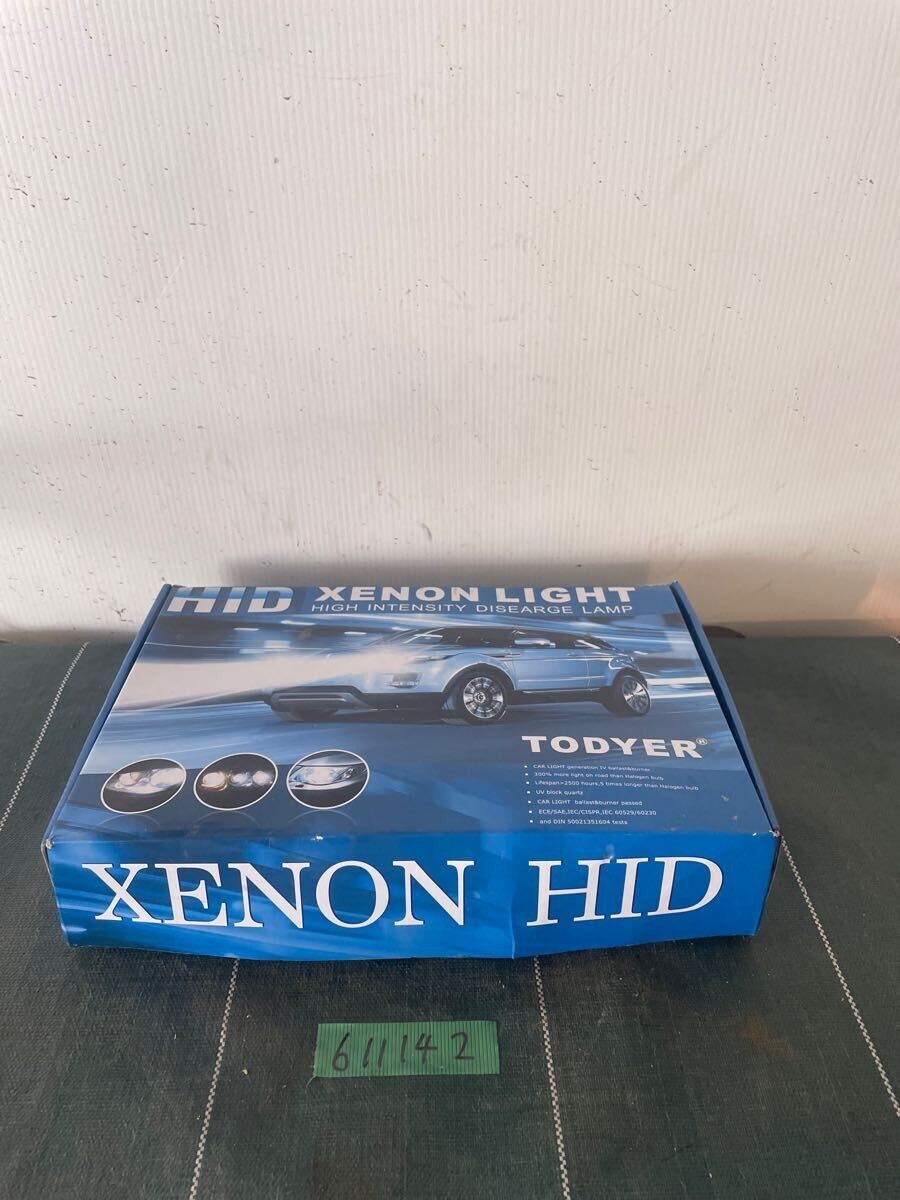 HID XENON LIGHT
HIGH INTENSITY DISEARGE LAMP
TODYER®
CAR LIGHT generation IV ballast&burner
300% more light on road than Halogen bulb
Lifespan>2500 hours,5 times longer than Halogen bulb
UV block quartz
CAR LIGHT ballast&burner passed
ECE/SAE,IEC/CISPR,IEC 60529/60230
and DIN 50021351604 tests
XENON HID
611142